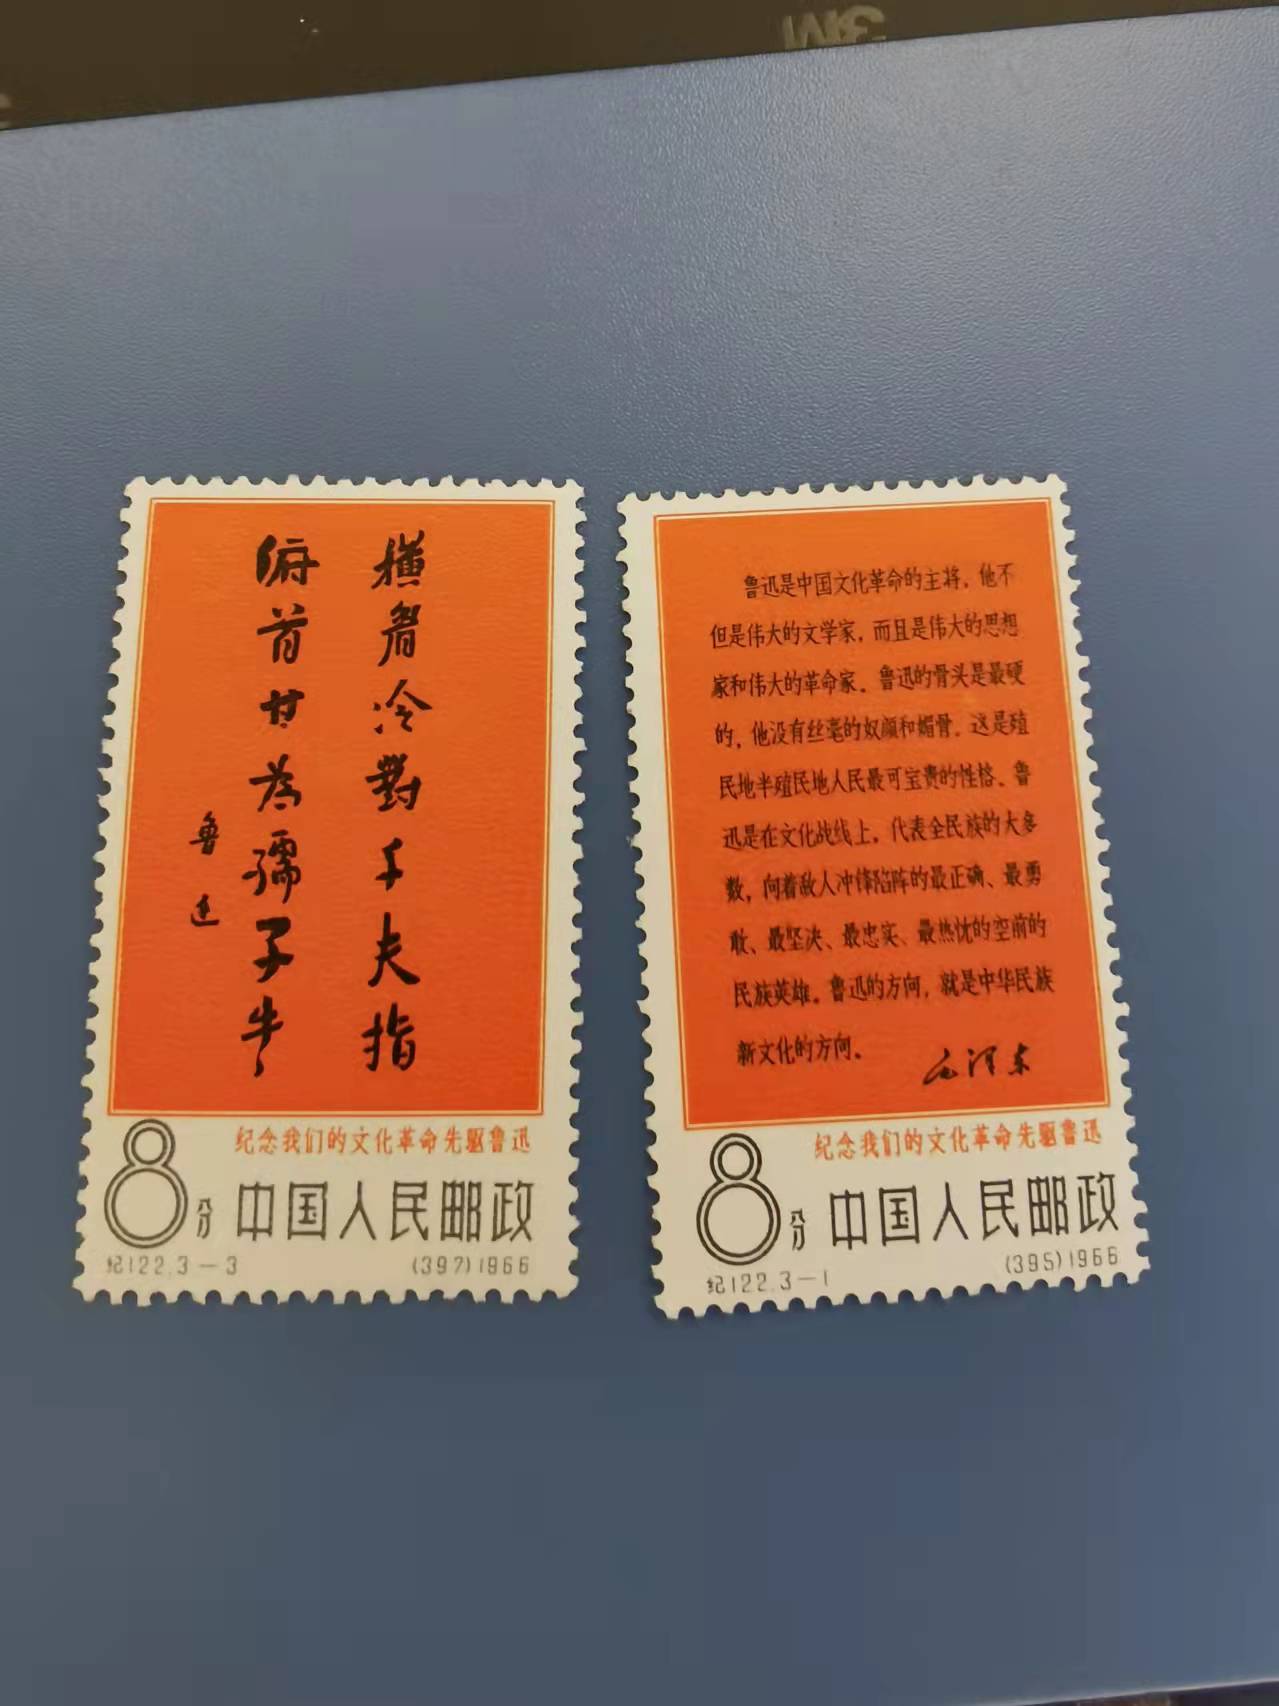 3M
横眉冷對千夫指
俯首甘為孺子牛
魯迅
8分
纪念我们的文化革命先驱鲁迅
中国人民邮政
纪122.3-3
(397)1966
鲁迅是中国文化革命的主将，他不
但是伟大的文学家，而且是伟大的思想
家和伟大的革命家。鲁迅的骨头是最硬
的，他没有丝毫的奴颜和媚骨。这是殖
民地半殖民地人民最可宝贵的性格。鲁
迅是在文化战线上，代表全民族的大多
数，向着敌人冲锋陷阵的最正确、最勇
敢、最坚决、最忠实、最热忱的空前的
民族英雄。鲁迅的方向，就是中华民族
新文化的方向。
毛泽东
8分
纪念我们的文化革命先驱鲁迅
中国人民邮政
纪122.3-1
(395)1966